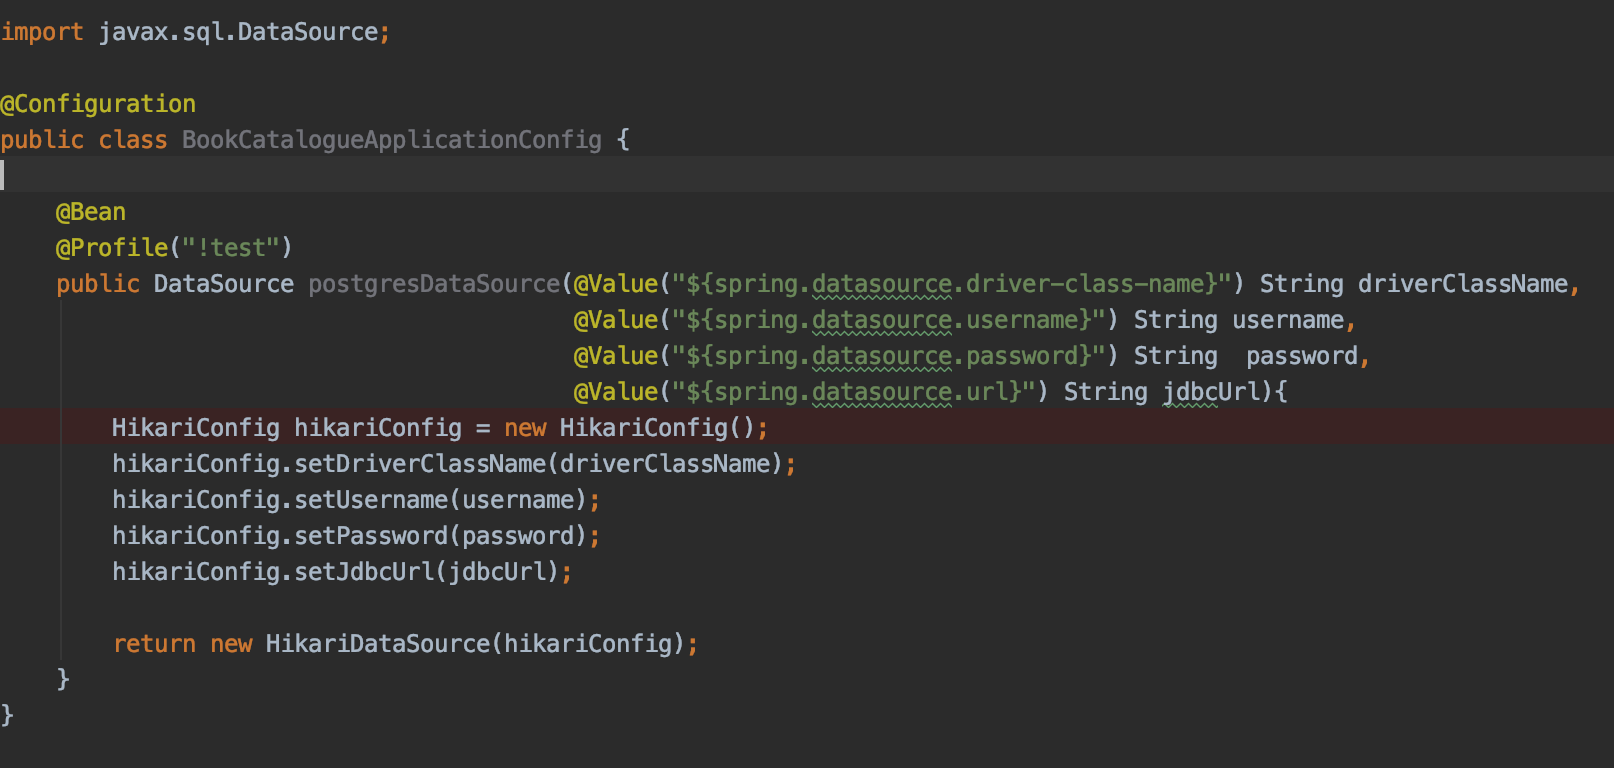 import javax.sql.DataSource;
@Configuration
public class BookCatalogueApplicationConfig {
@Bean
@Profile("!test")
public DataSource postgresDataSource(@Value("${spring.datasource.driver-class-name}") String driverClassName,
@Value("${spring.datasource.username}") String username,
@Value("${spring.datasource.password}") String  password,
@Value("${spring.datasource.url}") String jdbcUrl){
HikariConfig hikariConfig = new HikariConfig();
hikariConfig.setDriverClassName(driverClassName);
hikariConfig.setUsername(username);
hikariConfig.setPassword(password);
hikariConfig.setJdbcUrl(jdbcUrl);
return new HikariDataSource(hikariConfig);
}
}